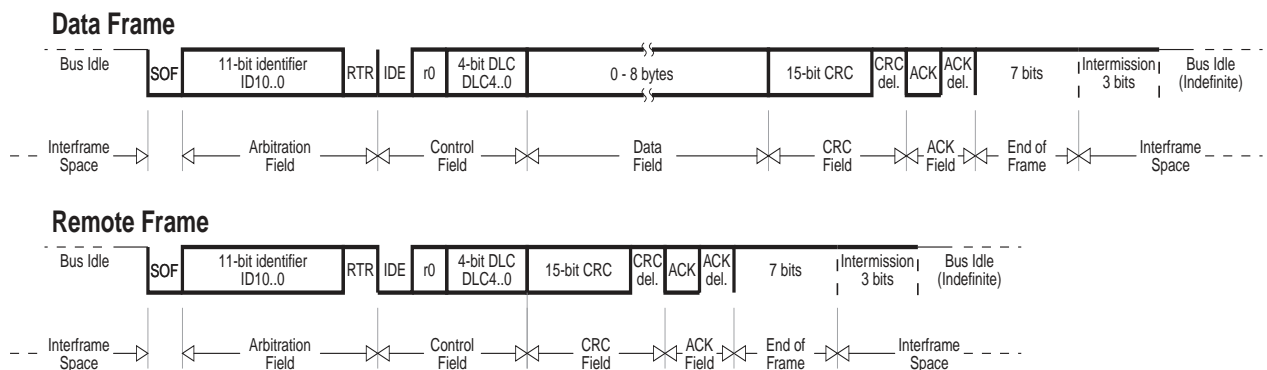 Data Frame
Bus Idle
SOF
11-bit identifier
ID10..0
RTR
IDE
r0
4-bit DLC
DLC4..0
0 - 8 bytes
15-bit CRC
CRC
del.
ACK
ACK
del.
7 bits
Intermission
3 bits
Bus Idle
(Indefinite)
Interframe
Space
Arbitration
Field
Control
Field
Data
Field
CRC
Field
ACK
Field
End of
Frame
Interframe
Space
Remote Frame
Bus Idle
SOF
11-bit identifier
ID10..0
RTR
IDE
r0
4-bit DLC
DLC4..0
15-bit CRC
CRC
del.
ACK
ACK
del.
7 bits
Intermission
3 bits
Bus Idle
(Indefinite)
Interframe
Space
Arbitration
Field
Control
Field
CRC
Field
ACK
Field
End of
Frame
Interframe
Space